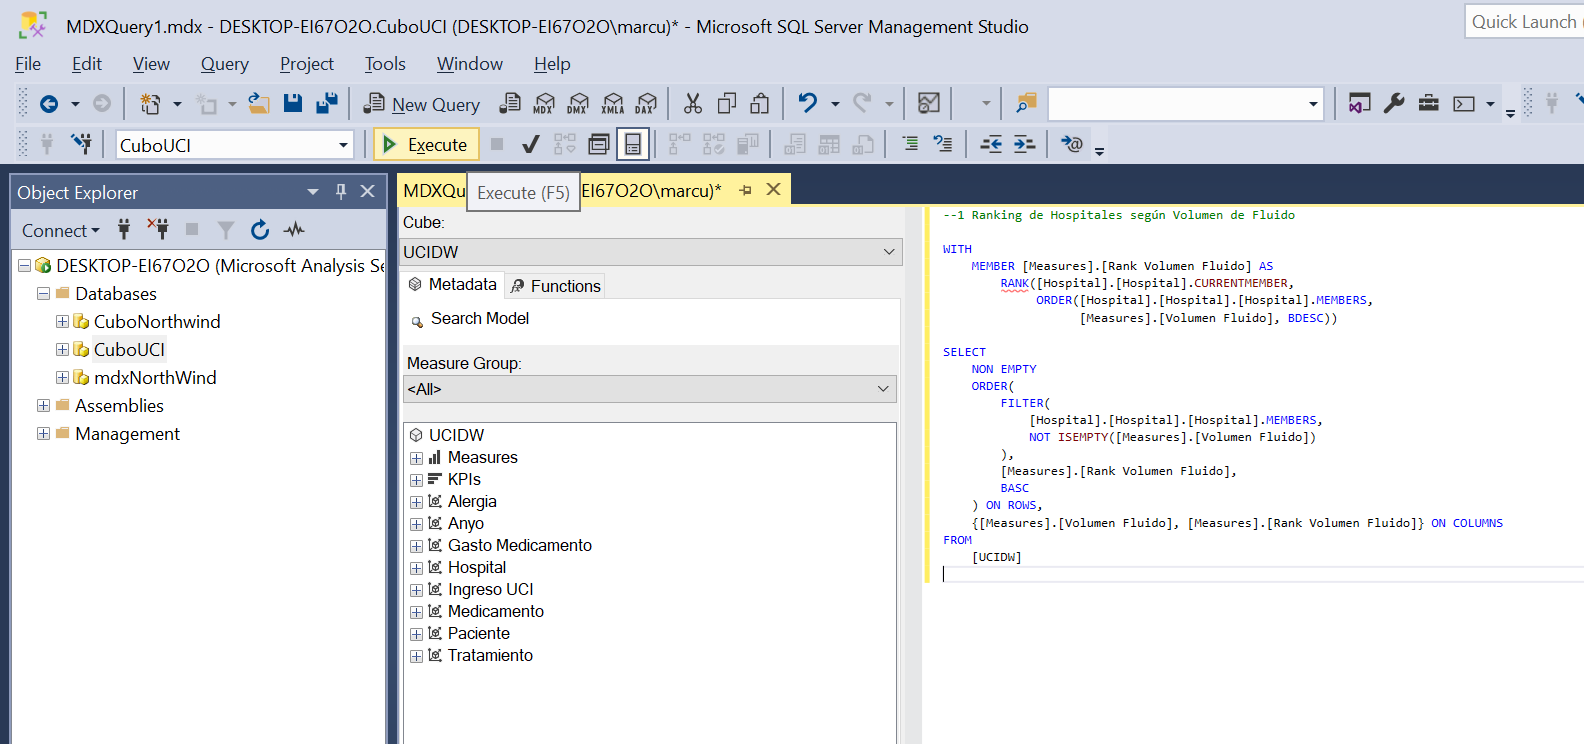 MDXQuery1.mdx - DESKTOP-EI67O2O.CuboUCI (DESKTOP-EI67O2O\marcu)* - Microsoft SQL Server Management Studio
Quick Launch (
File Edit View Query Project Tools Window Help
New Query MDX DMX XMLA DAX
CuboUCI Execute
Object Explorer
Connect
DESKTOP-EI67O2O (Microsoft Analysis Se
Databases
CuboNorthwind
CuboUCI
mdxNorthWind
Assemblies
Management
MDXQu EI67O2O\marcu)*
Execute (F5)
Cube:
UCIDW
Metadata Functions
Search Model
Measure Group:
<All>
UCIDW
Measures
KPIs
Alergia
Anyo
Gasto Medicamento
Hospital
Ingreso UCI
Medicamento
Paciente
Tratamiento
--1 Ranking de Hospitales según Volumen de Fluido
WITH
MEMBER [Measures].[Rank Volumen Fluido] AS
RANK([Hospital].[Hospital].CURRENTMEMBER,
ORDER([Hospital].[Hospital].[Hospital].MEMBERS,
[Measures].[Volumen Fluido], BDESC))
SELECT
NON EMPTY
ORDER(
FILTER(
[Hospital].[Hospital].[Hospital].MEMBERS,
NOT ISEMPTY([Measures].[Volumen Fluido])
),
[Measures].[Rank Volumen Fluido],
BASC
) ON ROWS,
{[Measures].[Volumen Fluido], [Measures].[Rank Volumen Fluido]} ON COLUMNS
FROM
[UCIDW]